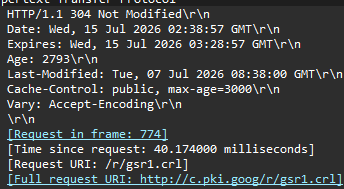 HTTP/1.1 304 Not Modified\r\n
Date: Wed, 15 Jul 2026 02:38:57 GMT\r\n
Expires: Wed, 15 Jul 2026 03:28:57 GMT\r\n
Age: 2793\r\n
Last-Modified: Tue, 07 Jul 2026 08:38:00 GMT\r\n
Cache-Control: public, max-age=3000\r\n
Vary: Accept-Encoding\r\n
\r\n
[Request in frame: 774]
[Time since request: 40.174000 milliseconds]
[Request URI: /r/gsr1.crl]
[Full request URI: http://c.pki.goog/r/gsr1.crl]